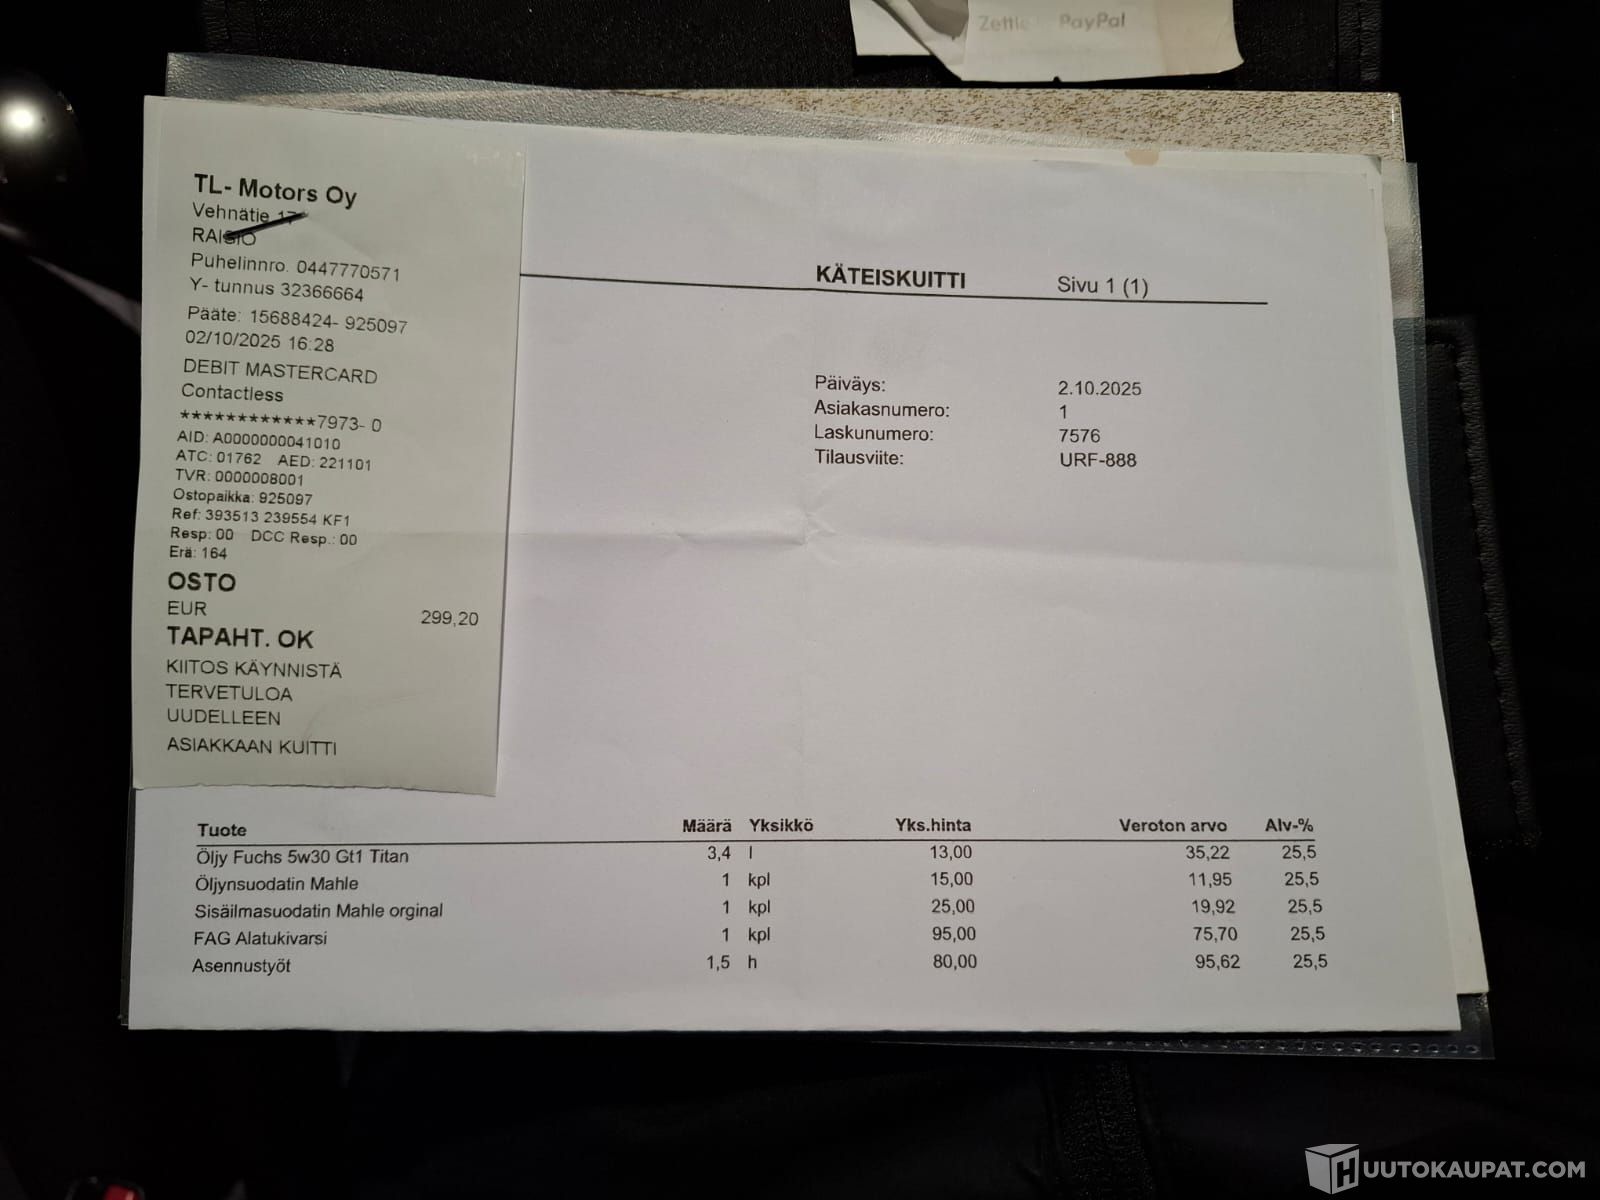 Zettle PayPal
TL- Motors Oy
Vehnätie 17
RAISIO
Puhelinnro. 0447770571
Y- tunnus 32366664
Pääte: 15688424- 925097
02/10/2025 16:28
DEBIT MASTERCARD
Contactless
************7973- 0
AID: A0000000041010
ATC: 01762 AED: 221101
TVR: 0000008001
Ostopaikka: 925097
Ref: 393513 239554 KF1
Resp: 00 DCC Resp.: 00
Erä: 164
OSTO
EUR 299,20
TAPAHT. OK
KIITOS KÄYNNISTÄ
TERVETULOA
UUDELLEEN
ASIAKKAAN KUITTI
KÄTEISKUITTI Sivu 1 (1)
Päiväys: 2.10.2025
Asiakasnumero: 1
Laskunumero: 7576
Tilausviite: URF-888
Tuote Määrä Yksikkö Yks.hinta Veroton arvo Alv-%
Öljy Fuchs 5w30 Gt1 Titan 3,4 l 13,00 35,22 25,5
Öljynsuodatin Mahle 1 kpl 15,00 11,95 25,5
Sisäilmasuodatin Mahle orginal 1 kpl 25,00 19,92 25,5
FAG Alatukivarsi 1 kpl 95,00 75,70 25,5
Asennustyöt 1,5 h 80,00 95,62 25,5
HUUTOKAUPAT.COM